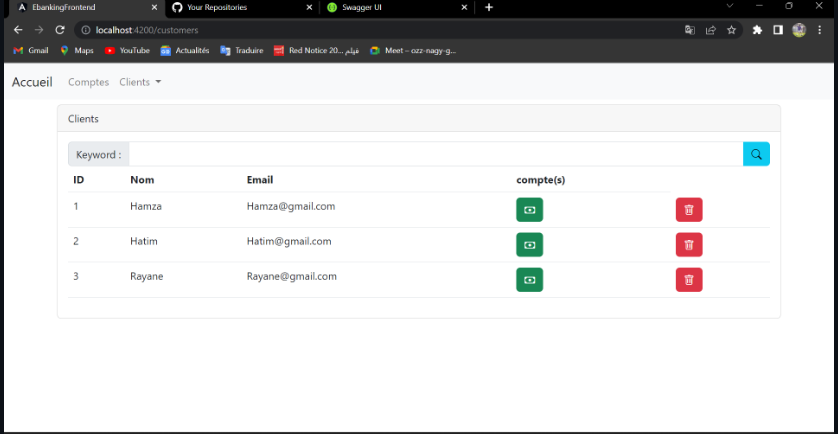 EbankingFrontend
Your Repositories
Swagger UI
localhost:4200/customers
Gmail Maps YouTube Actualités Traduire Red Notice 20... فيلم Meet – ozz-nagy-g...
Accueil Comptes Clients
Clients
Keyword :
ID Nom Email compte(s)
1 Hamza Hamza@gmail.com
2 Hatim Hatim@gmail.com
3 Rayane Rayane@gmail.com